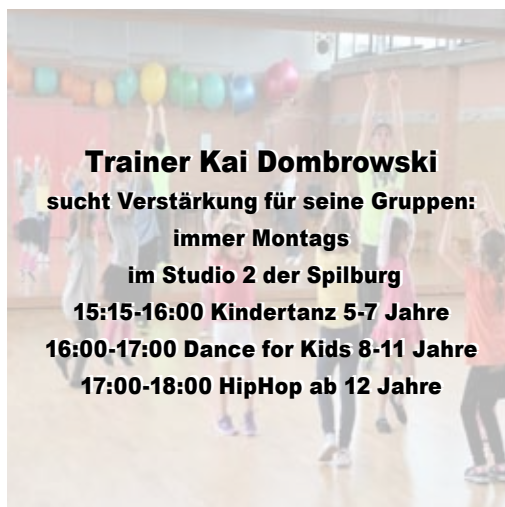 Trainer Kai Dombrowski
sucht Verstärkung für seine Gruppen:
immer Montags
im Studio 2 der Spilburg
15:15-16:00 Kindertanz 5-7 Jahre
16:00-17:00 Dance for Kids 8-11 Jahre
17:00-18:00 HipHop ab 12 Jahre